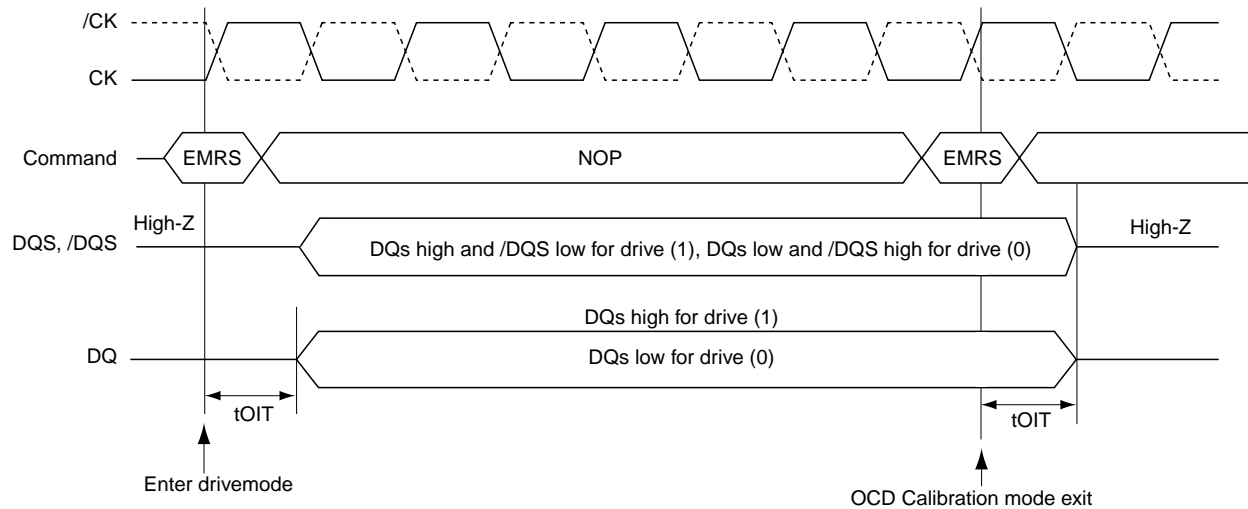 /CK
CK
Command
EMRS
NOP
EMRS
High-Z
High-Z
DQS, /DQS
DQs high and /DQS low for drive (1), DQs low and /DQS high for drive (0)
DQs high for drive (1)
DQ
DQs low for drive (0)
tOIT
tOIT
Enter drivemode
OCD Calibration mode exit